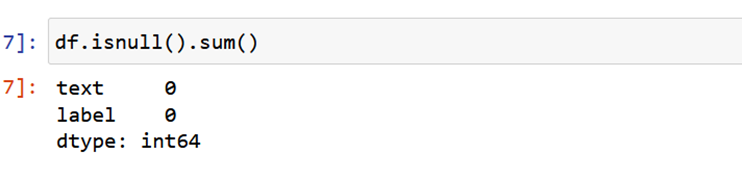 7]: df.isnull().sum()
7]: text 0
label 0
dtype: int64